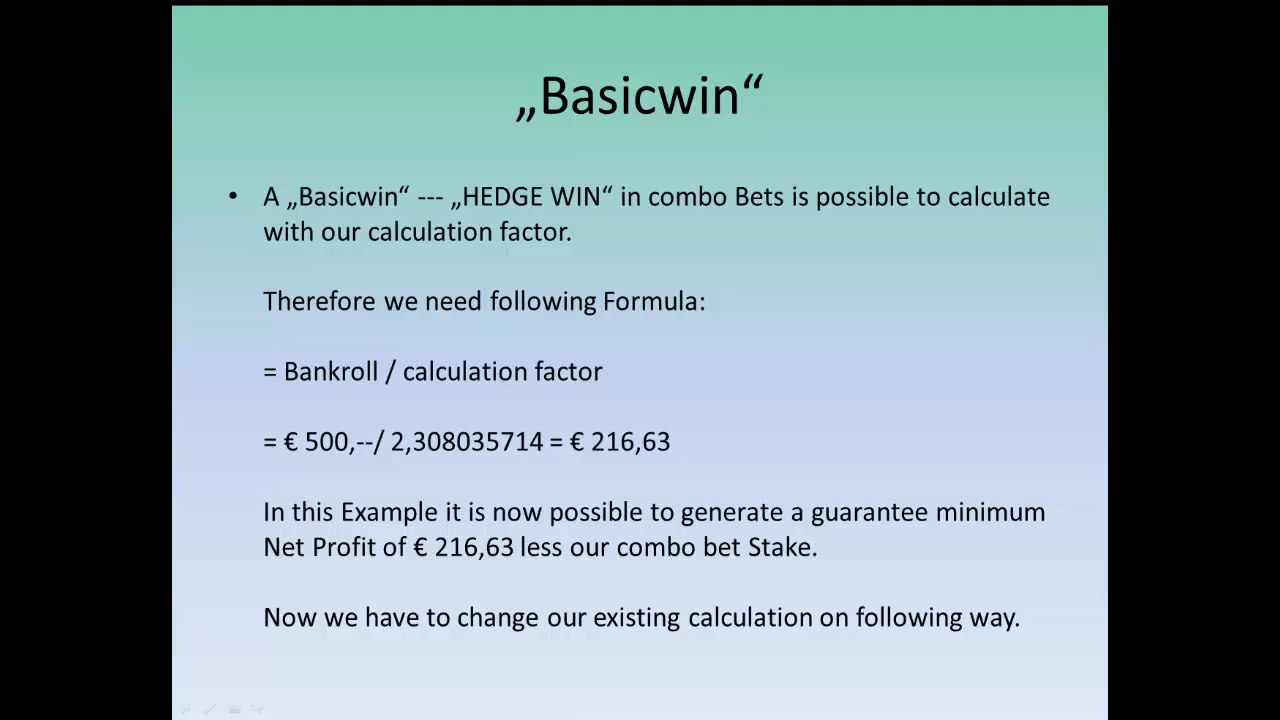 „Basicwin“
• A „Basicwin“ --- „HEDGE WIN“ in combo Bets is possible to calculate
with our calculation factor.
Therefore we need following Formula:
= Bankroll / calculation factor
= € 500,--/ 2,308035714 = € 216,63
In this Example it is now possible to generate a guarantee minimum
Net Profit of € 216,63 less our combo bet Stake.
Now we have to change our existing calculation on following way.